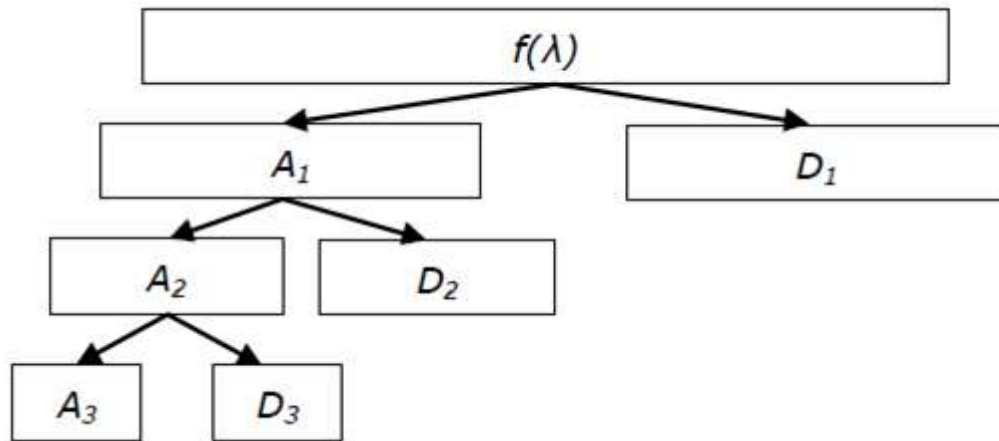 f(λ)
A₁
D₁
A₂
D₂
A₃
D₃